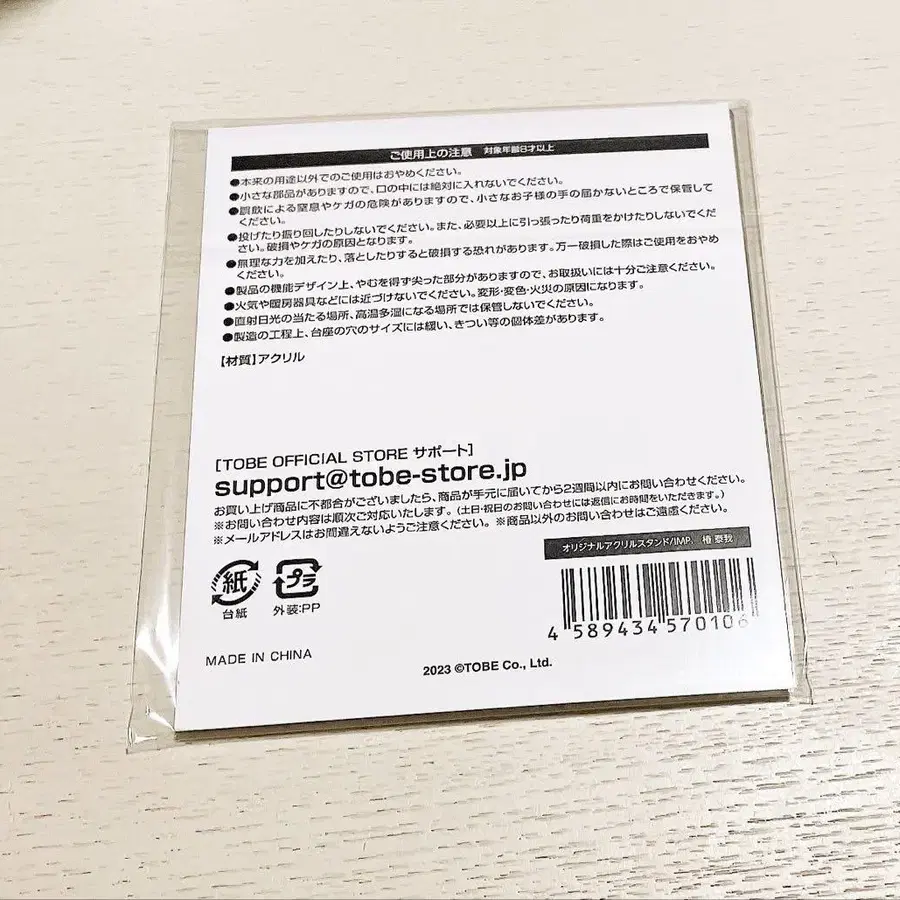 ご使用上の注意 対象年齢8才以上
●本来の用途以外でのご使用はおやめください。
●小さな部品がありますので、口の中には絶対に入れないでください。
●誤飲による窒息やケガの危険がありますので、小さなお子様の手の届かないところで保管して
ください。
●投げたり振り回したりしないでください。また、必要以上に引っ張ったり荷重をかけたりしないでくだ
さい。破損やケガの原因となります。
●無理な力を加えたり、落としたりすると破損する恐れがあります。万一破損した際はご使用をおやめ
ください。
●製品の機能デザイン上、やむを得ず尖った部分がありますので、お取扱いには十分ご注意ください。
●火気や暖房器具などには近づけないでください。変形・変色・火災の原因になります。
●直射日光の当たる場所、高温多湿になる場所では保管しないでください。
●製造の工程上、台座の穴のサイズには緩い、きつい等の個体差があります。
【材質】アクリル
[TOBE OFFICIAL STORE サポート]
support@tobe-store.jp
お買い上げ商品に不都合がございましたら、商品が手元に届いてから2週間以内にお問い合わせください。
※お問い合わせ内容は順次ご対応いたします。(土日・祝日のお問い合わせには返信にお時間をいただきます。)
※メールアドレスはお間違えないようご注意ください。※商品以外のお問い合わせはご遠慮ください。
オリジナルアクリルスタンド/IMP. 椿 泰我
紙
台紙
プラ
外装:PP
4 589434 570106
MADE IN CHINA
2023 ©TOBE Co., Ltd.